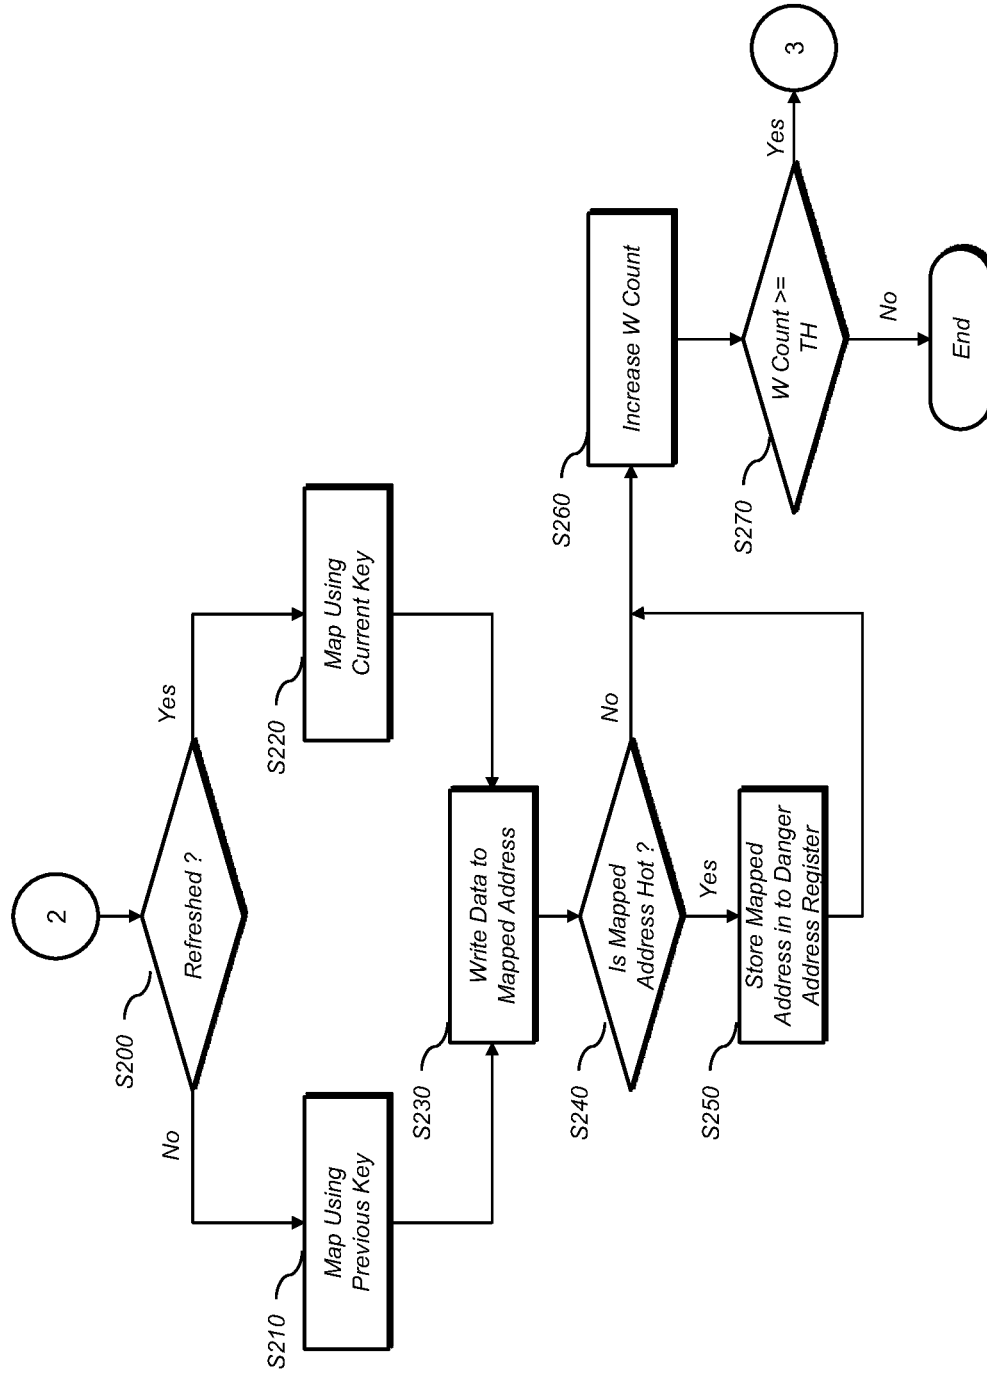 2
S200
Refreshed ?
No
Yes
S210
Map Using
Previous Key
S220
Map Using
Current Key
S230
Write Data to
Mapped Address
S240
Is Mapped
Address Hot ?
No
Yes
S250
Store Mapped
Address in to Danger
Address Register
S260
Increase W Count
S270
W Count >=
TH
Yes
3
No
End